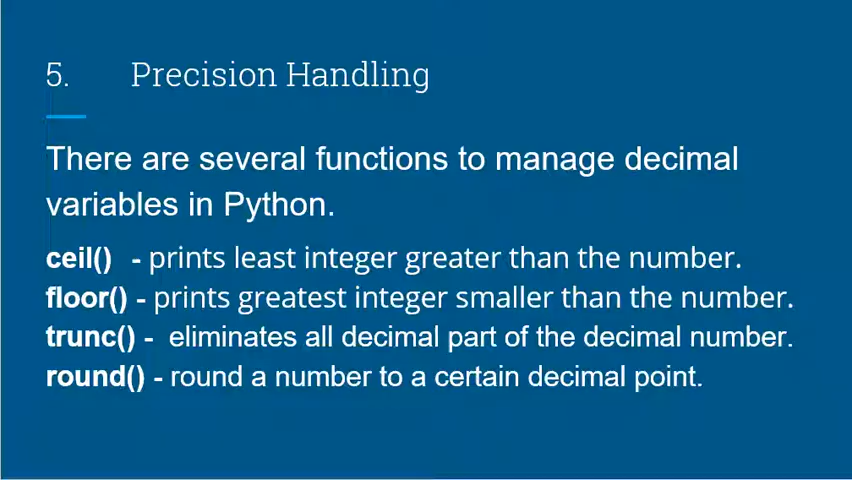 5. Precision Handling
There are several functions to manage decimal
variables in Python.
ceil() - prints least integer greater than the number.
floor() - prints greatest integer smaller than the number.
trunc() - eliminates all decimal part of the decimal number.
round() - round a number to a certain decimal point.